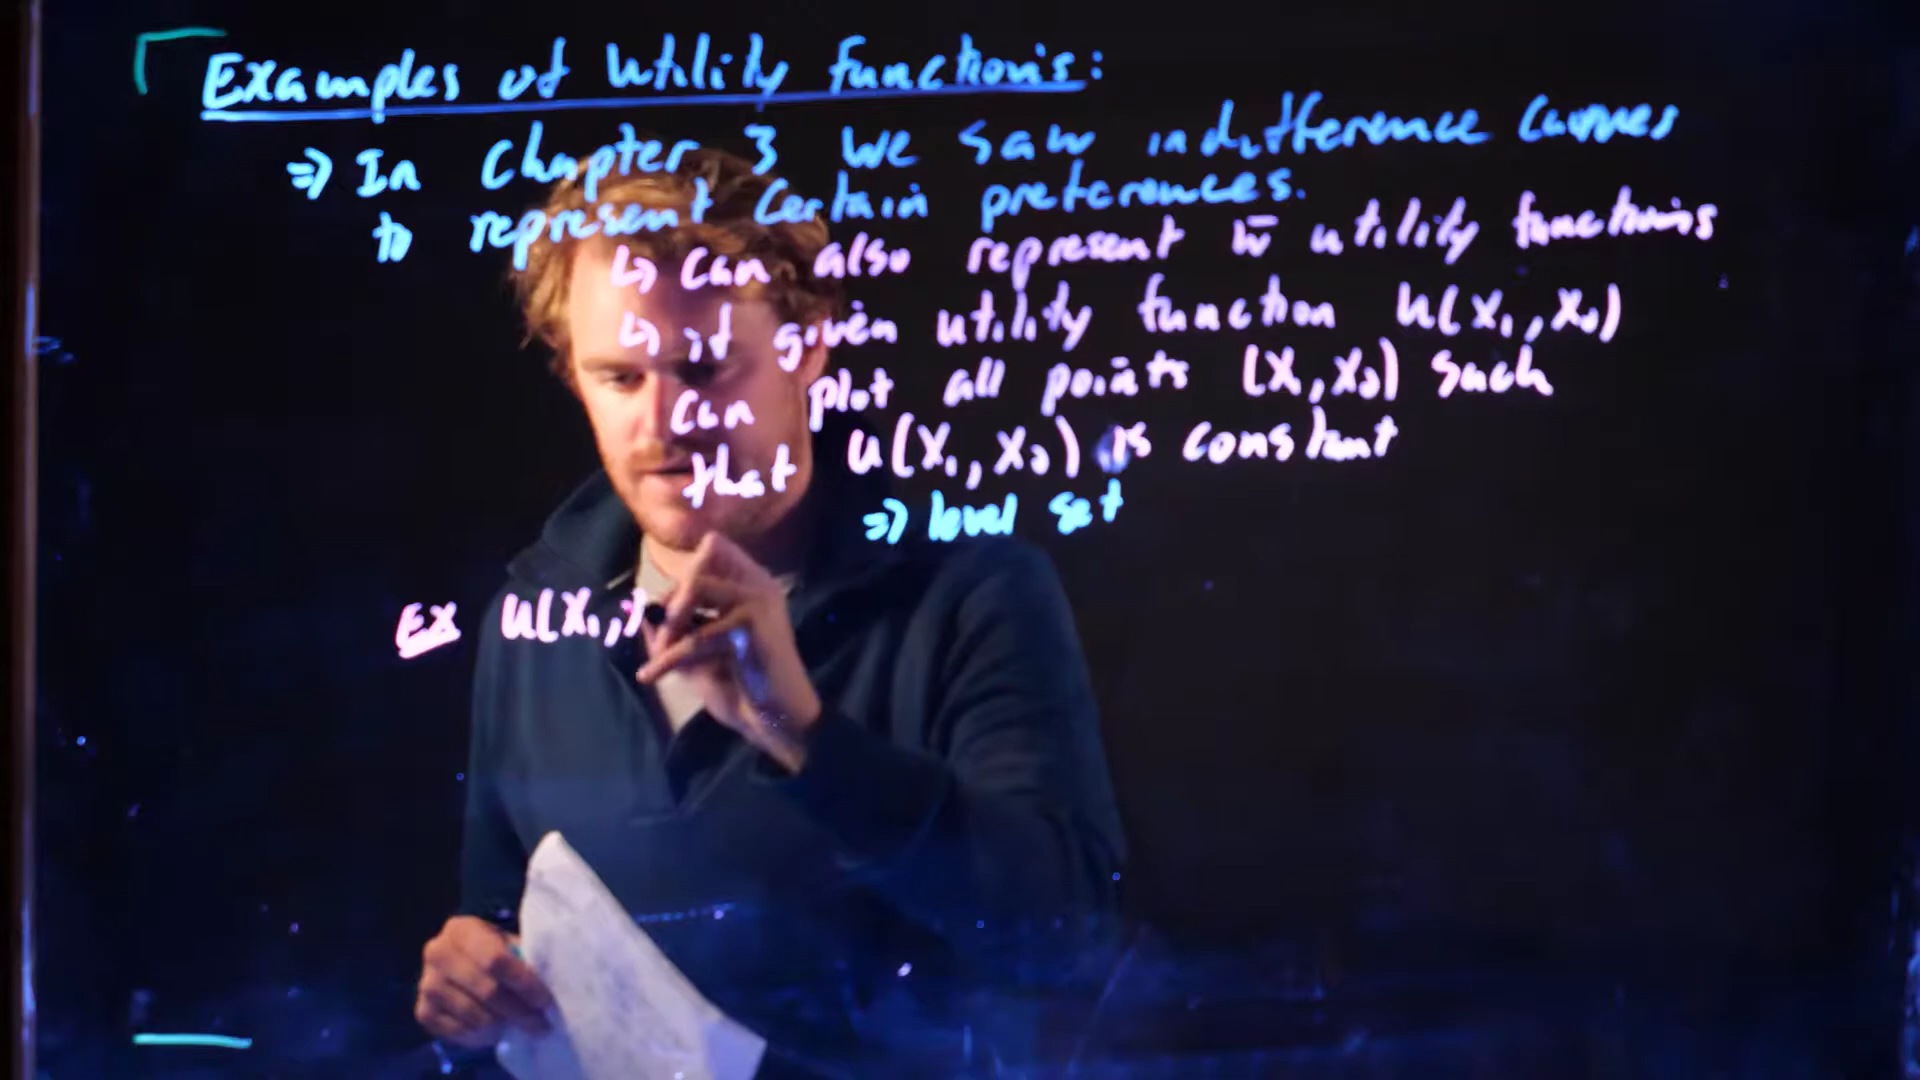 Examples of Utility Functions:
⇒ In Chapter 3 we saw indifference curves
to represent certain preferences.
↳ Can also represent w̄ utility functions
↳ if given utility function u(x₁, x₂)
Can plot all points (x₁, x₂) such
that u(x₁, x₂) is constant
⇒ level set
Ex u(x₁,